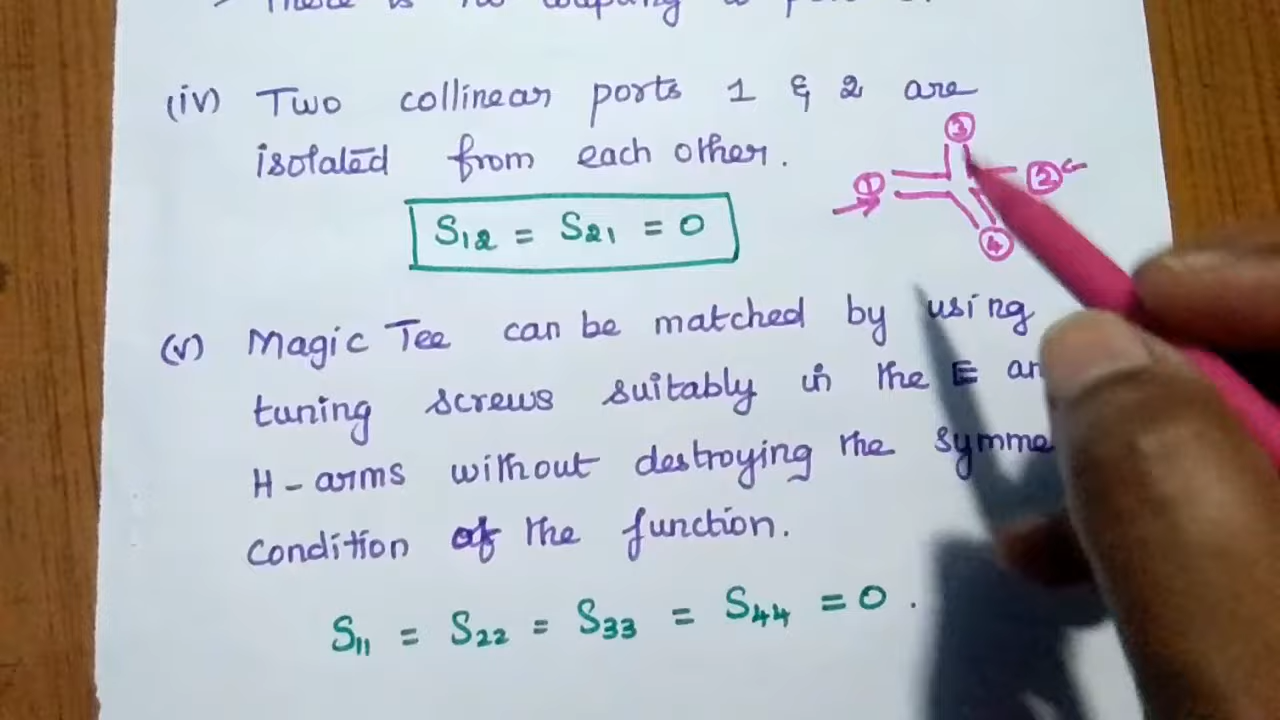 (iv) Two collinear ports 1 & 2 are
isolated from each other.
S12 = S21 = 0
3
1
2
4
(v) Magic Tee can be matched by using
tuning screws suitably in the E
H-arms without destroying the
condition of the function.
S11 = S22 = S33 = S44 = 0.